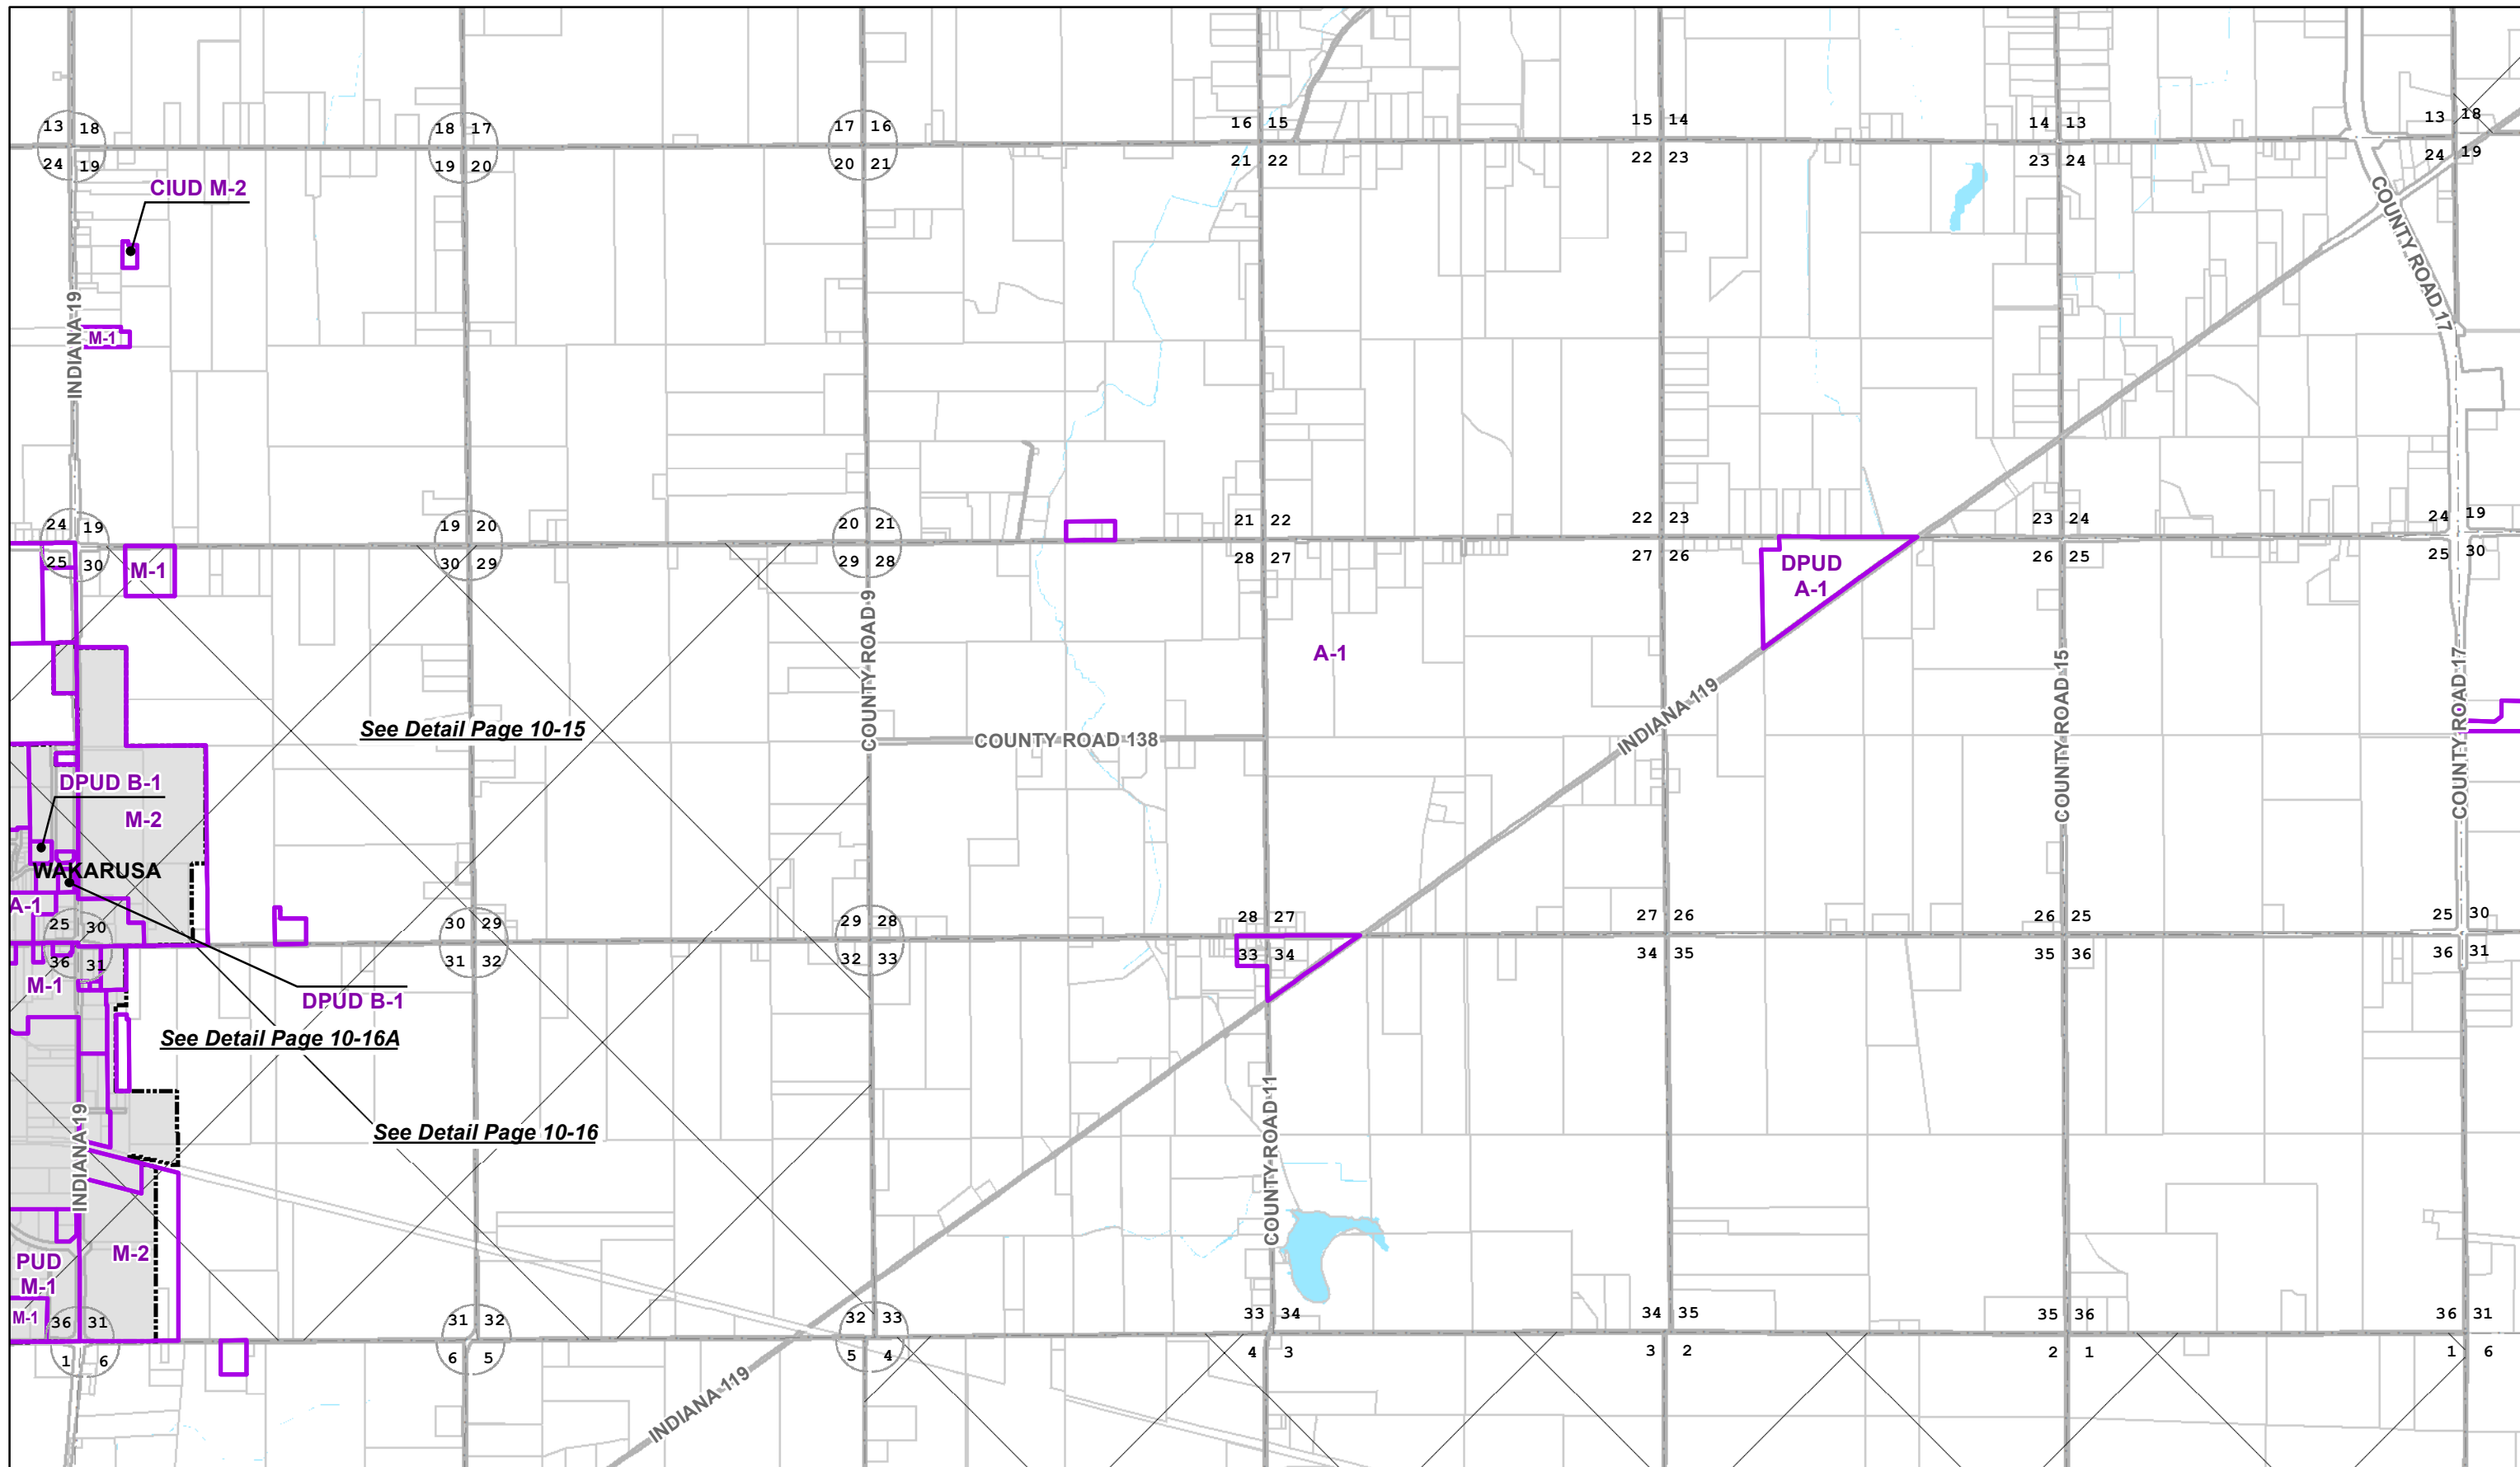 13 18 18 17 17 16 16 15 15 14 14 13 13 18
24 19 19 20 20 21 21 22 22 23 23 24 24 19
CIUD M-2
COUNTY ROAD 17
INDIANA 19
M-1
24 19 19 20 20 21 21 22 22 23 23 24 24 19
25 30 30 29 29 28 28 27 27 26 26 25 25 30
M-1
DPUD
A-1
COUNTY ROAD 9
A-1
INDIANA 119
COUNTY ROAD 15
COUNTY ROAD 17
See Detail Page 10-15
COUNTY ROAD 138
DPUD B-1
M-2
WAKARUSA
A-1
25 30 30 29 29 28 28 27 27 26 26 25 25 30
36 31 31 32 32 33 33 34 34 35 35 36 36 31
M-1
DPUD B-1
See Detail Page 10-16A
See Detail Page 10-16
INDIANA 19
COUNTY ROAD 11
M-2
PUD
M-1
M-1
36 31 31 32 32 33 33 34 34 35 35 36 36 31
1 6 6 5 5 4 4 3 3 2 2 1 1 6
INDIANA 119